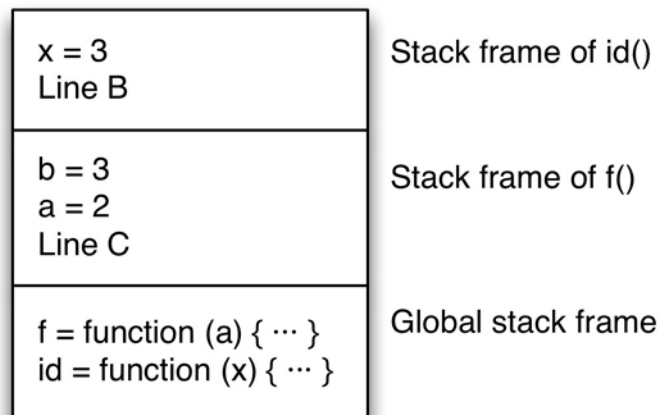 x = 3
Line B
Stack frame of id()
b = 3
a = 2
Line C
Stack frame of f()
f = function (a) { ··· }
id = function (x) { ··· }
Global stack frame